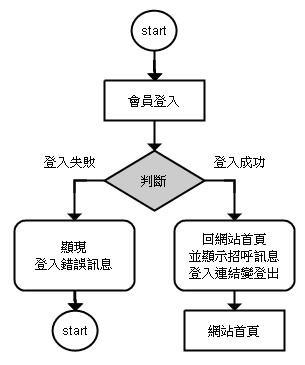 start
會員登入
登入失敗
登入成功
判斷
顯現
登入錯誤訊息
回網站首頁
並顯示招呼訊息
登入連結變登出
start
網站首頁